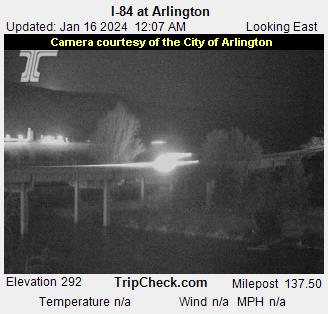 I-84 at Arlington
Updated: Jan 16 2024 12:07 AM Looking East
Camera courtesy of the City of Arlington
Elevation 292 TripCheck.com Milepost 137.50
Temperature n/a Wind n/a MPH n/a